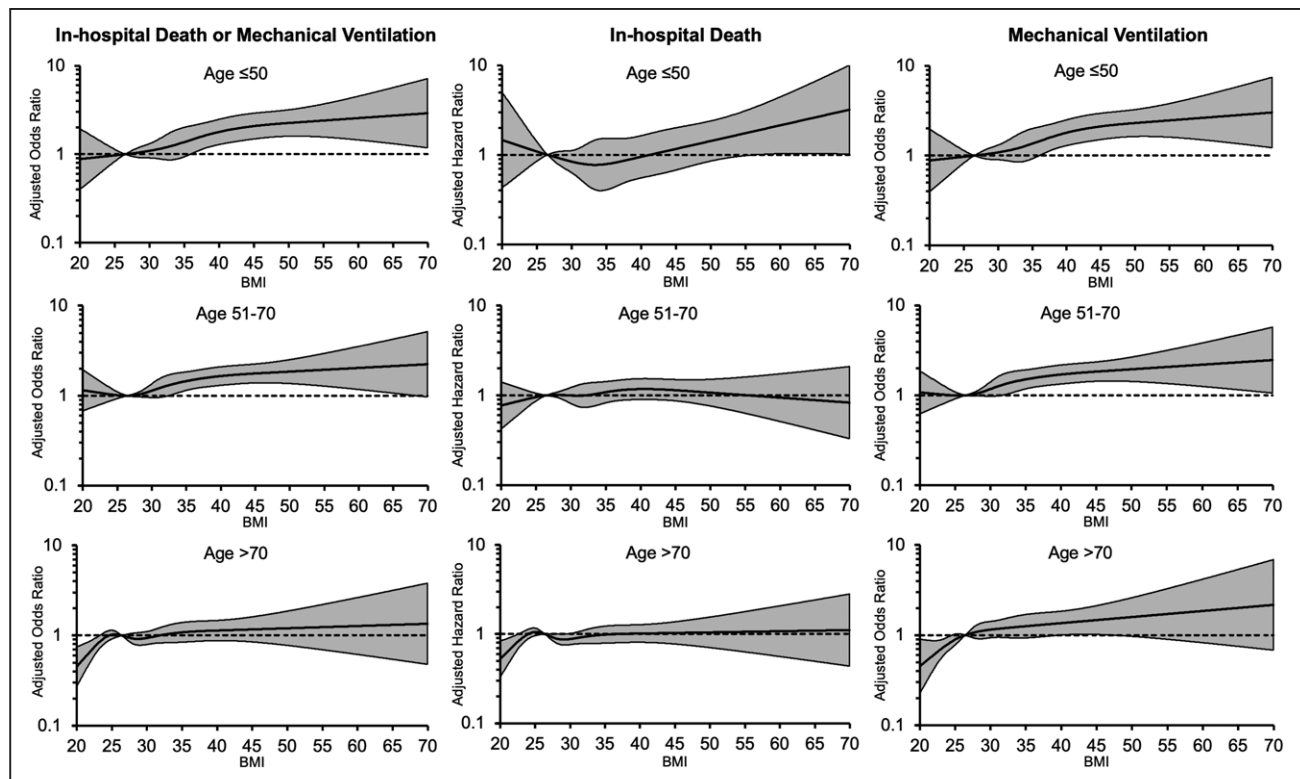 In-hospital Death or Mechanical Ventilation
In-hospital Death
Mechanical Ventilation
Age ≤50
Adjusted Odds Ratio
10
1
0.1
20 25 30 35 40 45 50 55 60 65 70
BMI
Age ≤50
Adjusted Hazard Ratio
10
1
0.1
20 25 30 35 40 45 50 55 60 65 70
BMI
Age ≤50
Adjusted Odds Ratio
10
1
0.1
20 25 30 35 40 45 50 55 60 65 70
BMI
Age 51-70
Adjusted Odds Ratio
10
1
0.1
20 25 30 35 40 45 50 55 60 65 70
BMI
Age 51-70
Adjusted Hazard Ratio
10
1
0.1
20 25 30 35 40 45 50 55 60 65 70
BMI
Age 51-70
Adjusted Odds Ratio
10
1
0.1
20 25 30 35 40 45 50 55 60 65 70
BMI
Age >70
Adjusted Odds Ratio
10
1
0.1
20 25 30 35 40 45 50 55 60 65 70
BMI
Age >70
Adjusted Hazard Ratio
10
1
0.1
20 25 30 35 40 45 50 55 60 65 70
BMI
Age >70
Adjusted Odds Ratio
10
1
0.1
20 25 30 35 40 45 50 55 60 65 70
BMI